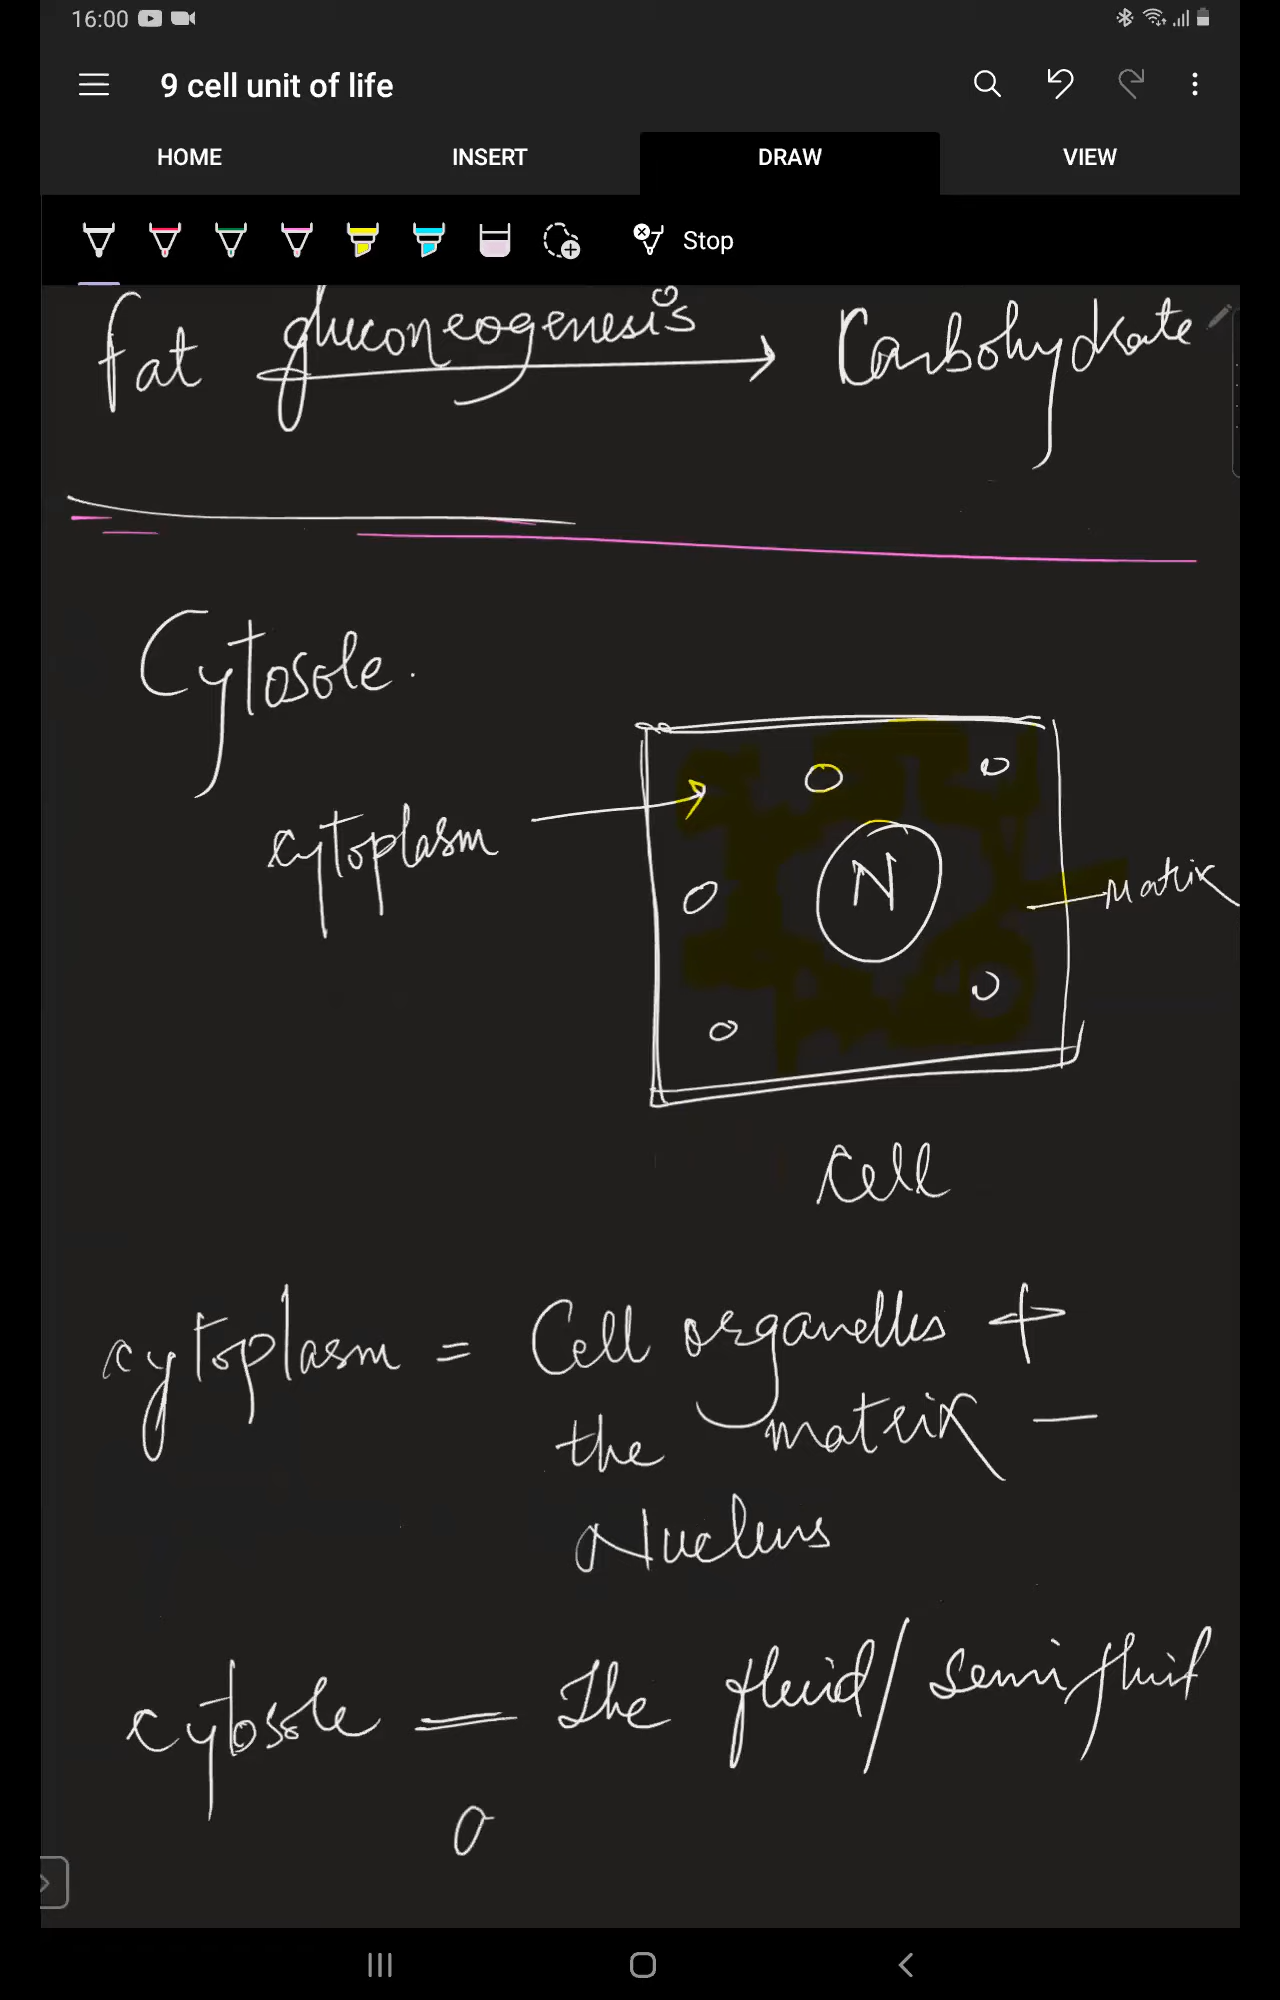 16:00
9 cell unit of life
HOME INSERT DRAW VIEW
Stop
fat gluconeogenesis Carbohydrate
Cytosole.
cytoplasm
N
Matrix
Cell
cytoplasm = Cell organelles +
the matrix —
Nucleus
cytosole = The fluid/ semifluid
o